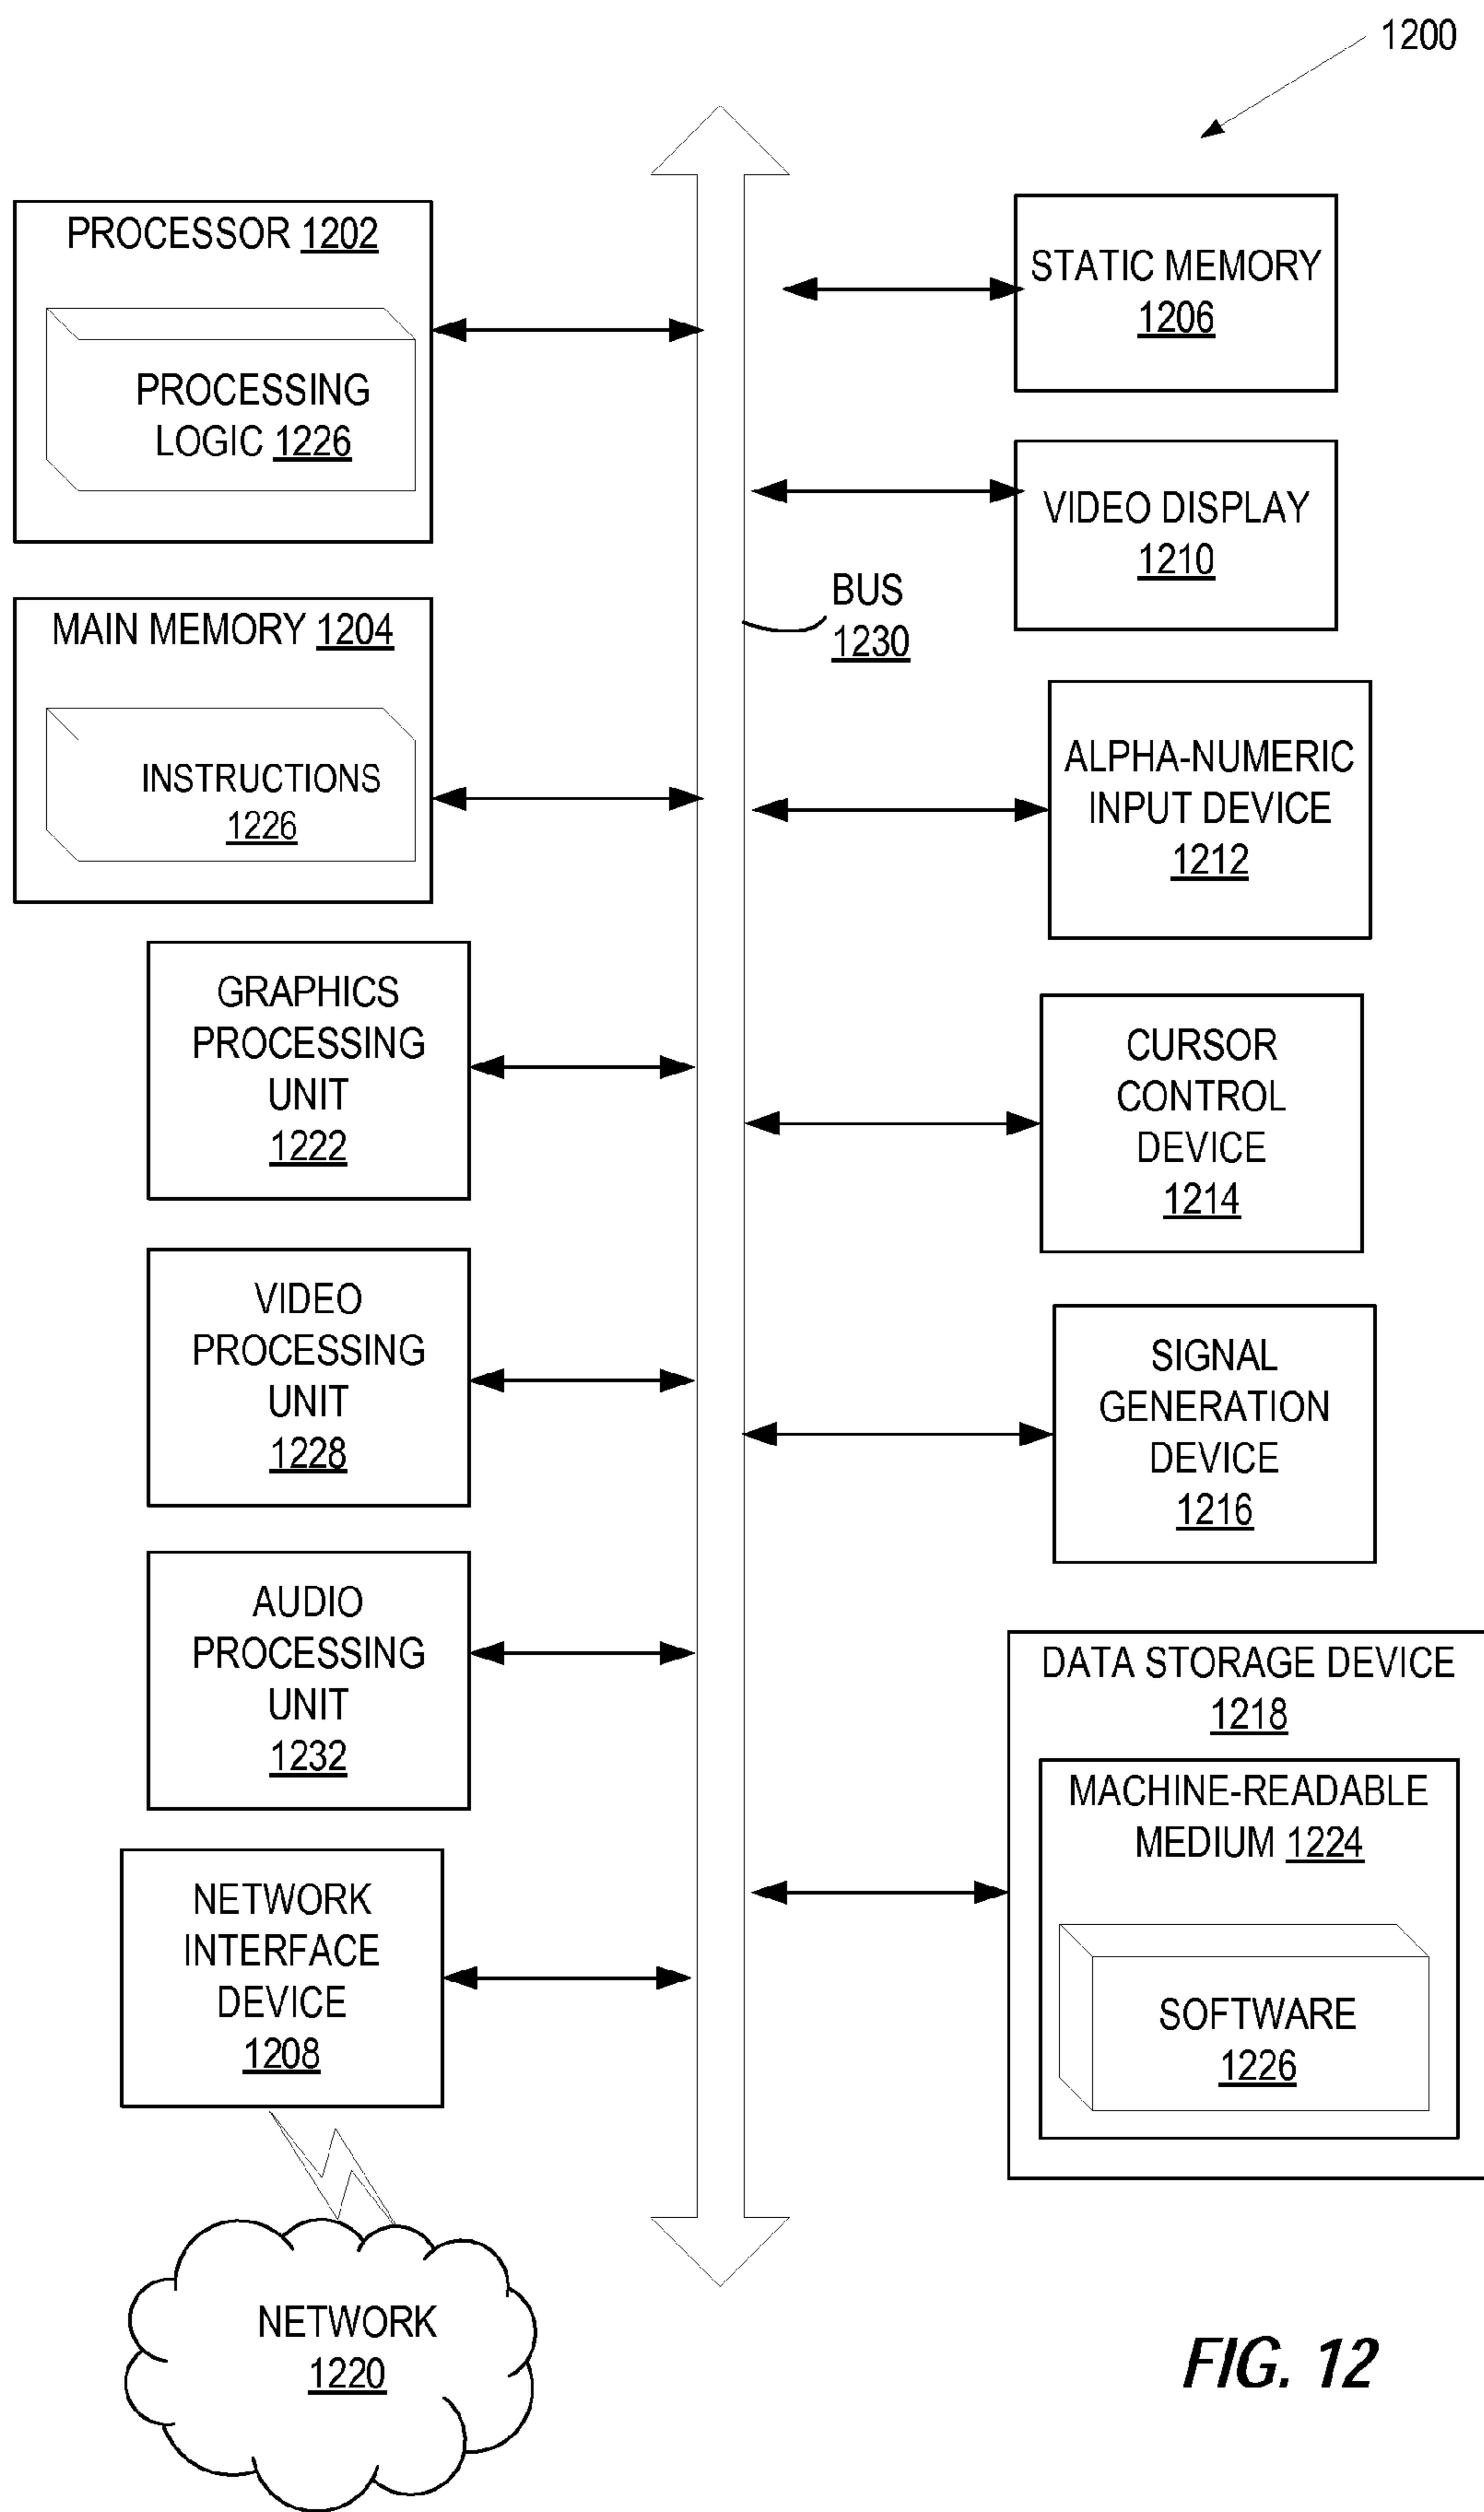 1200
PROCESSOR 1202
PROCESSING
LOGIC 1226
MAIN MEMORY 1204
INSTRUCTIONS
1226
GRAPHICS
PROCESSING
UNIT
1222
VIDEO
PROCESSING
UNIT
1228
AUDIO
PROCESSING
UNIT
1232
NETWORK
INTERFACE
DEVICE
1208
NETWORK
1220
BUS
1230
STATIC MEMORY
1206
VIDEO DISPLAY
1210
ALPHA-NUMERIC
INPUT DEVICE
1212
CURSOR
CONTROL
DEVICE
1214
SIGNAL
GENERATION
DEVICE
1216
DATA STORAGE DEVICE
1218
MACHINE-READABLE
MEDIUM 1224
SOFTWARE
1226
FIG. 12